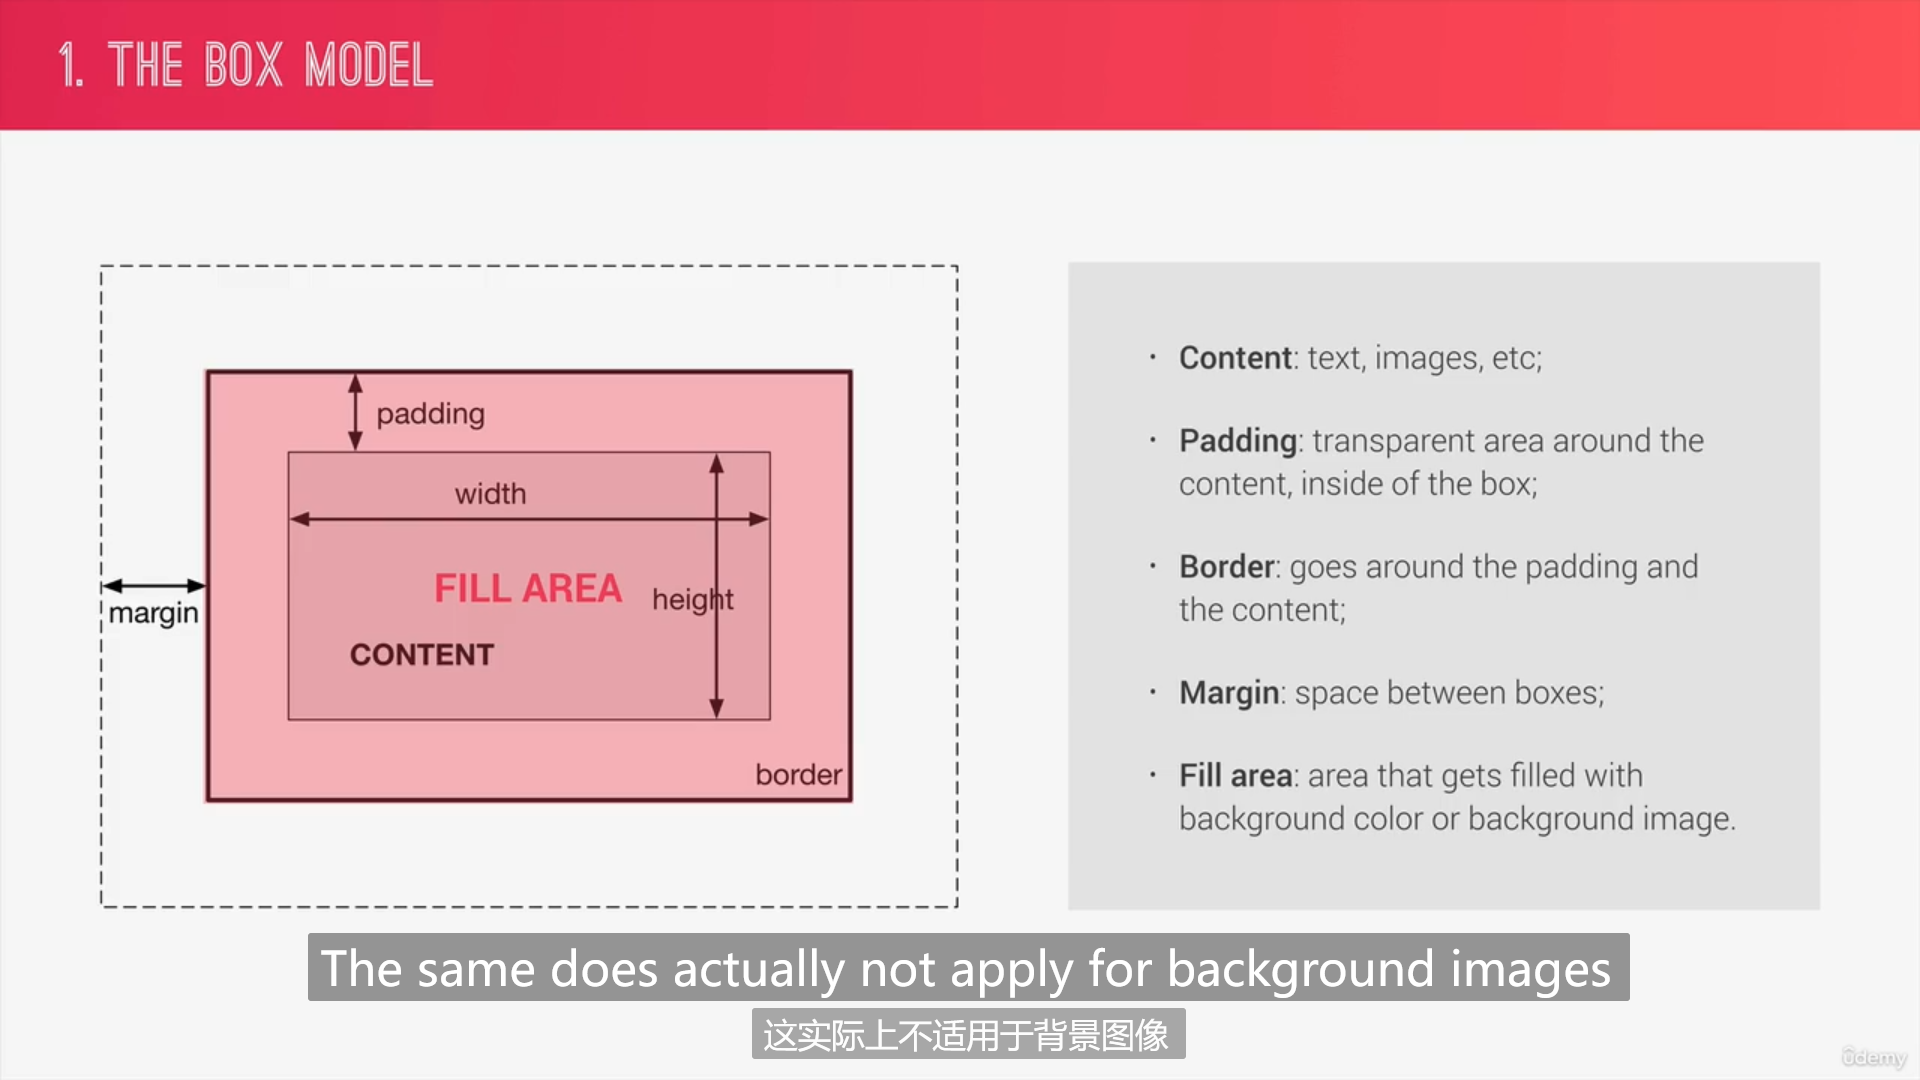 1. THE BOX MODEL
padding
width
FILL AREA
height
CONTENT
margin
border
· Content: text, images, etc;
· Padding: transparent area around the
content, inside of the box;
· Border: goes around the padding and
the content;
· Margin: space between boxes;
· Fill area: area that gets filled with
background color or background image.
The same does actually not apply for background images
这实际上不适用于背景图像
ûdemy